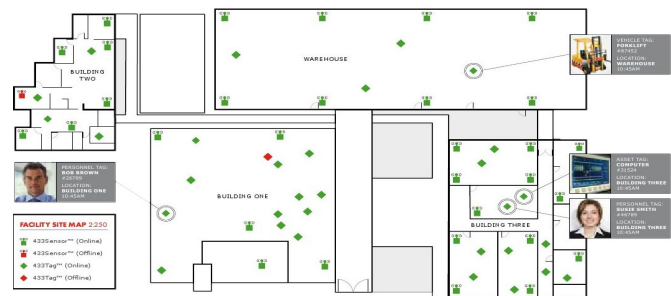 BUILDING
TWO
WAREHOUSE
VEHICLE TAG:
FORKLIFT
#87452
LOCATION:
WAREHOUSE
10:45AM
PERSONNEL TAG:
BOB BROWN
#26789
LOCATION:
BUILDING ONE
10:45AM
BUILDING ONE
ASSET TAG:
COMPUTER
#31524
LOCATION:
BUILDING THREE
10:45AM
PERSONNEL TAG:
SUSIE SMITH
#46789
LOCATION:
BUILDING THREE
10:45AM
BUILDING THREE
FACILITY SITE MAP 2:250
433Sensor™ (Online)
433Sensor™ (Offline)
433Tag™ (Online)
433Tag™ (Offline)